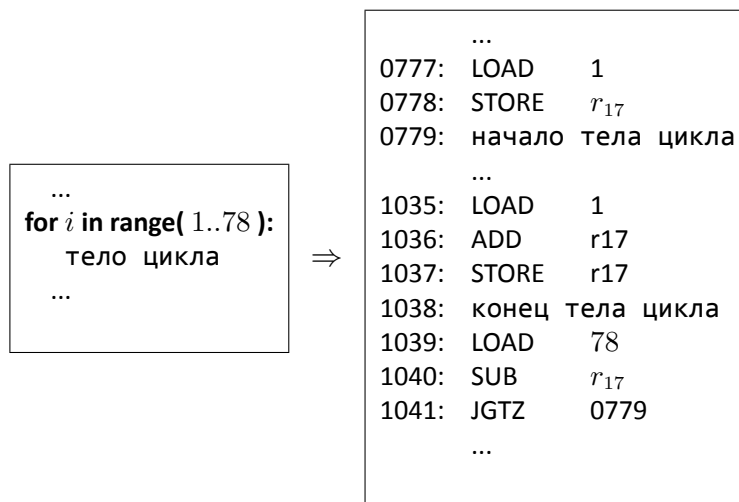 ...
for i in range( 1..78 ):
тело цикла
...
⇒
...
0777: LOAD 1
0778: STORE r17
0779: начало тела цикла
...
1035: LOAD 1
1036: ADD r17
1037: STORE r17
1038: конец тела цикла
1039: LOAD 78
1040: SUB r17
1041: JGTZ 0779
...